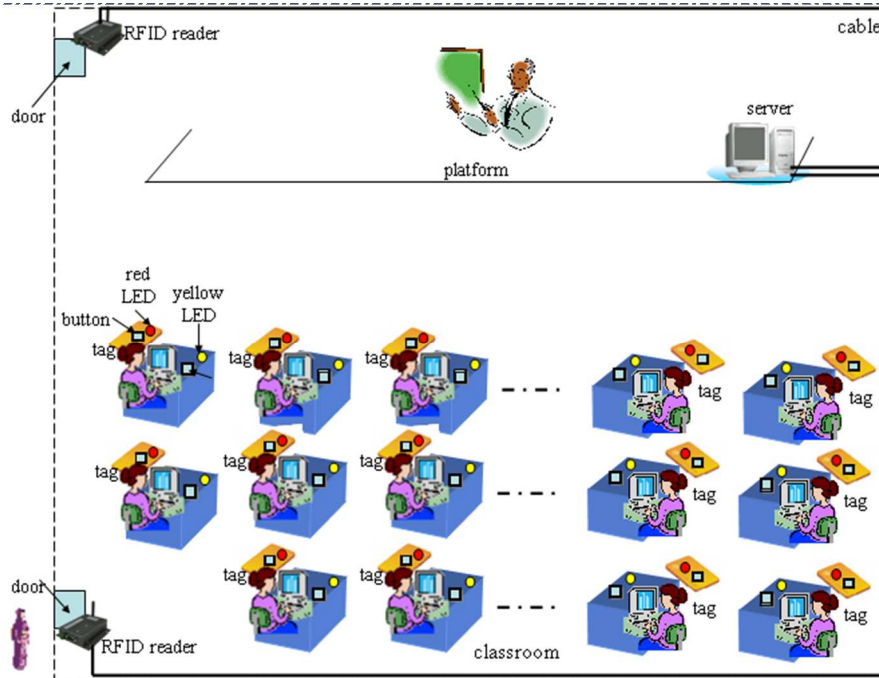 RFID reader
cable
door
server
platform
red
LED
yellow
LED
button
tag
tag
tag
tag
tag
tag
tag
tag
tag
tag
door
tag
tag
tag
tag
RFID reader
classroom